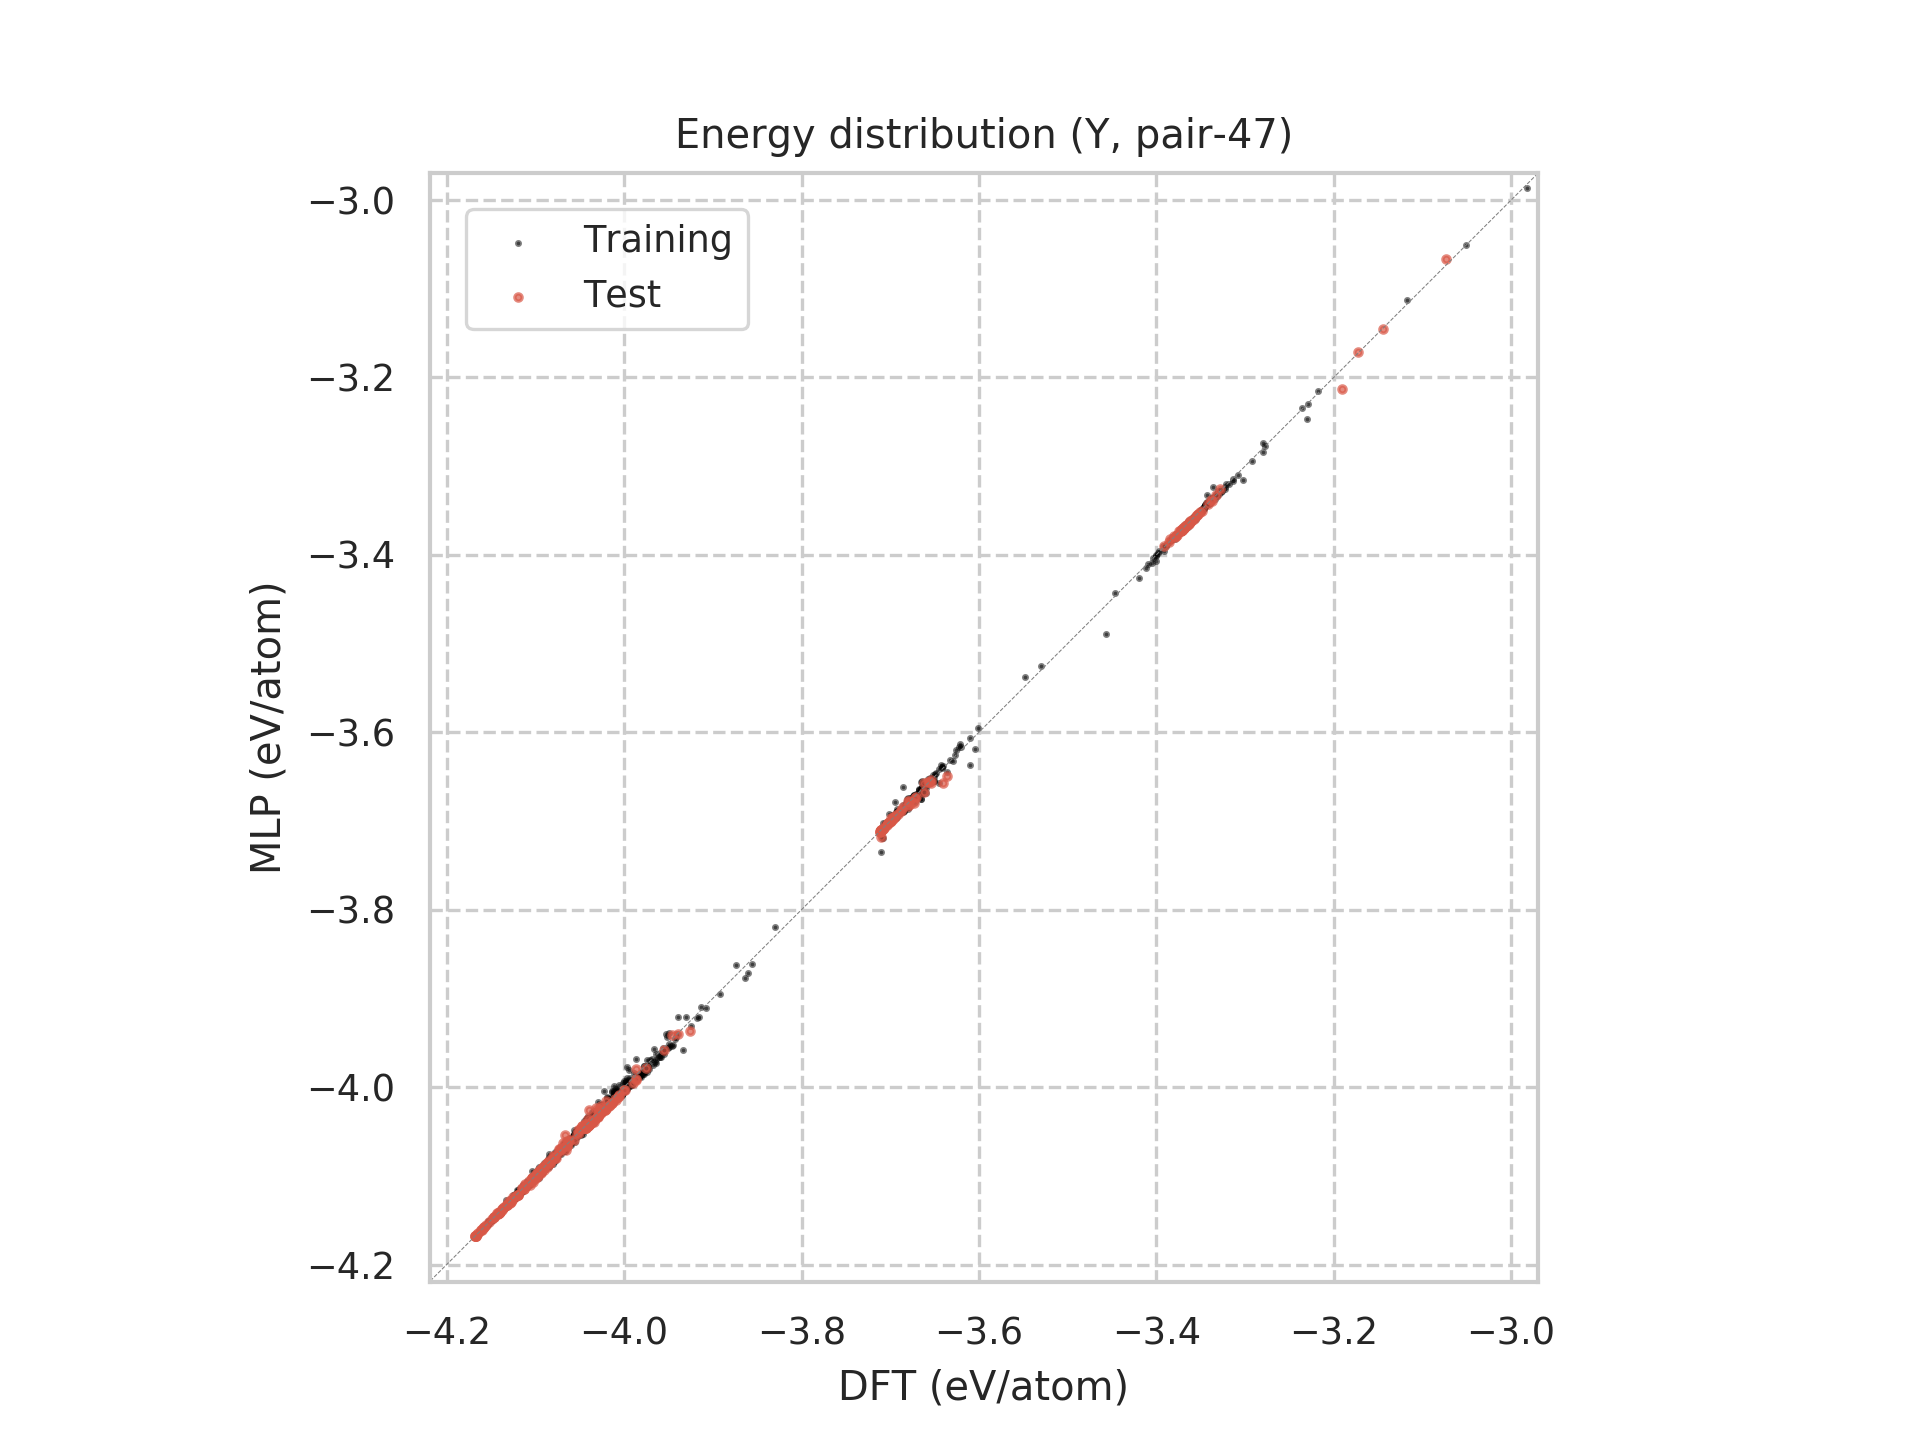 Energy distribution (Y, pair-47)
Training
Test
−3.0
−3.2
−3.4
−3.6
−3.8
−4.0
−4.2
MLP (eV/atom)
−4.2 −4.0 −3.8 −3.6 −3.4 −3.2 −3.0
DFT (eV/atom)